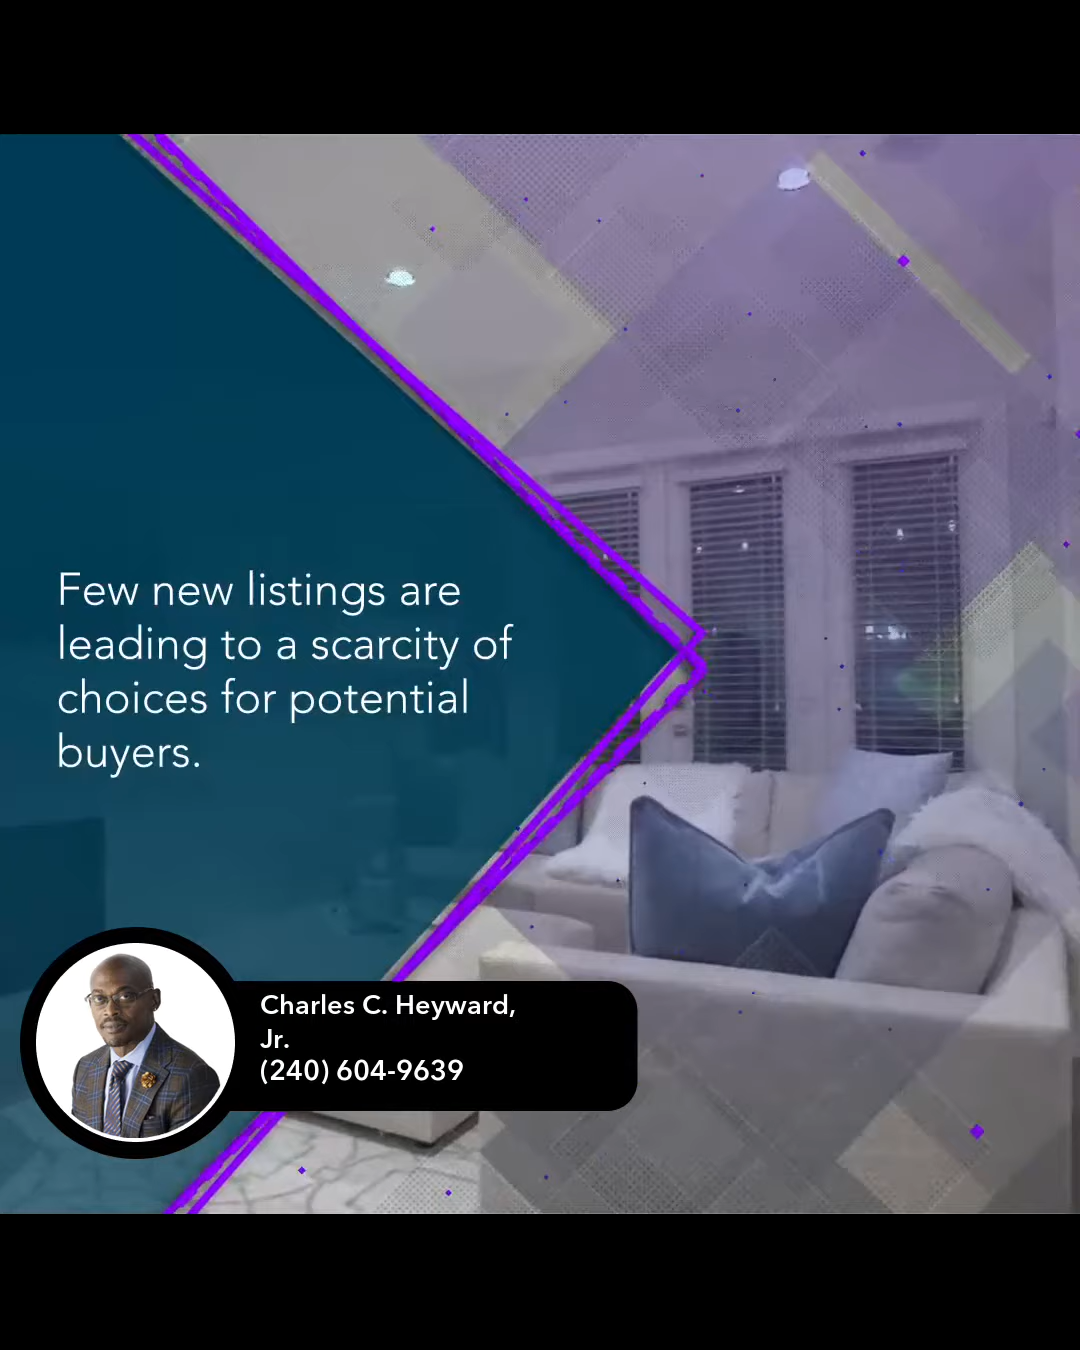 Few new listings are
leading to a scarcity of
choices for potential
buyers.
Charles C. Heyward,
Jr.
(240) 604-9639